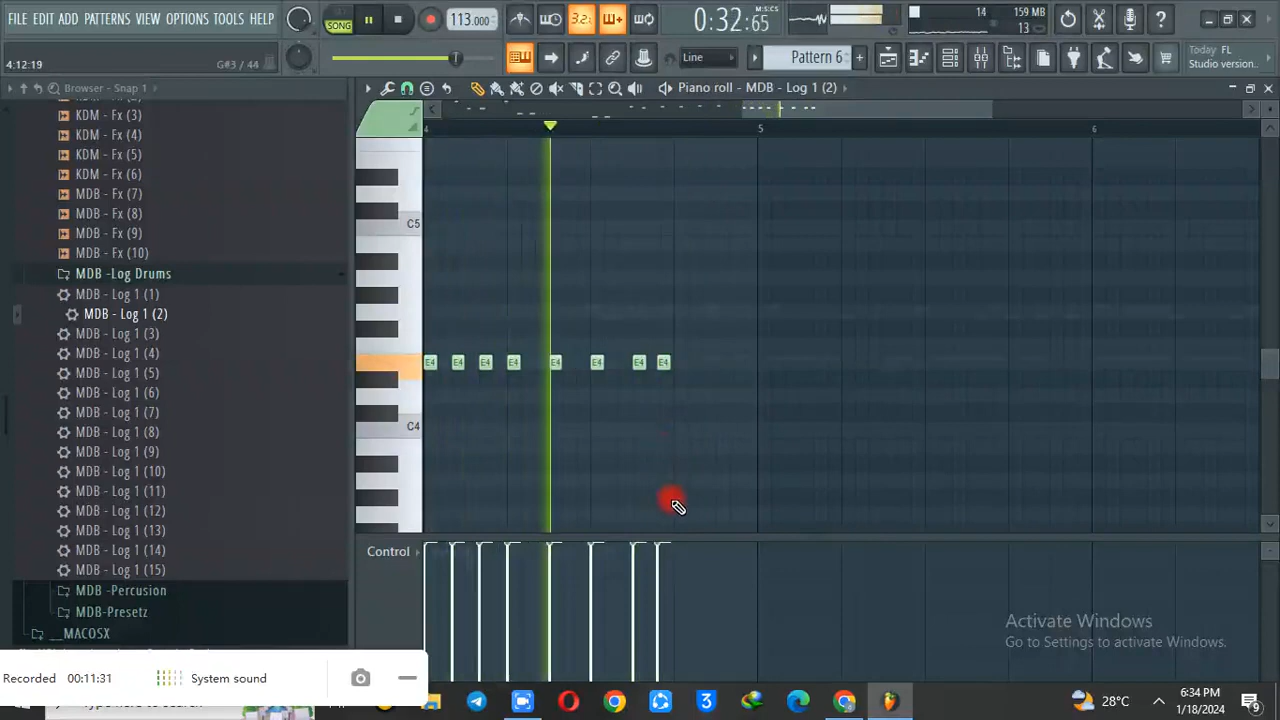 FILE EDIT ADD PATTERNS VIEW OPTIONS TOOLS HELP
SONG
113.000
3.2
0:32:65
M:S:CS
14
159 MB
13
4:12:19
G#3 / 64
Line
Pattern 6
Today 11
Studio version..
Browser - Snap 1
Piano roll - MDB - Log 1 (2)
KDM - Fx (3)
KDM - Fx (4)
KDM - Fx (5)
KDM - Fx (6)
MDB - Fx (7)
MDB - Fx (8)
MDB - Fx (9)
MDB - Fx (10)
MDB -Log Drums
MDB - Log 1 (1)
MDB - Log 1 (2)
MDB - Log 1 (3)
MDB - Log 1 (4)
MDB - Log 1 (5)
MDB - Log 1 (6)
MDB - Log 1 (7)
MDB - Log 1 (8)
MDB - Log 1 (9)
MDB - Log 1 (10)
MDB - Log 1 (11)
MDB - Log 1 (12)
MDB - Log 1 (13)
MDB - Log 1 (14)
MDB - Log 1 (15)
MDB -Percusion
MDB-Presetz
__MACOSX
4
5
6
C5
E4 E4 E4 E4 E4 E4 E4 E4
C4
Control
Activate Windows
Go to Settings to activate Windows.
Recorded 00:11:31 System sound
28°
6:34 PM
1/18/2024